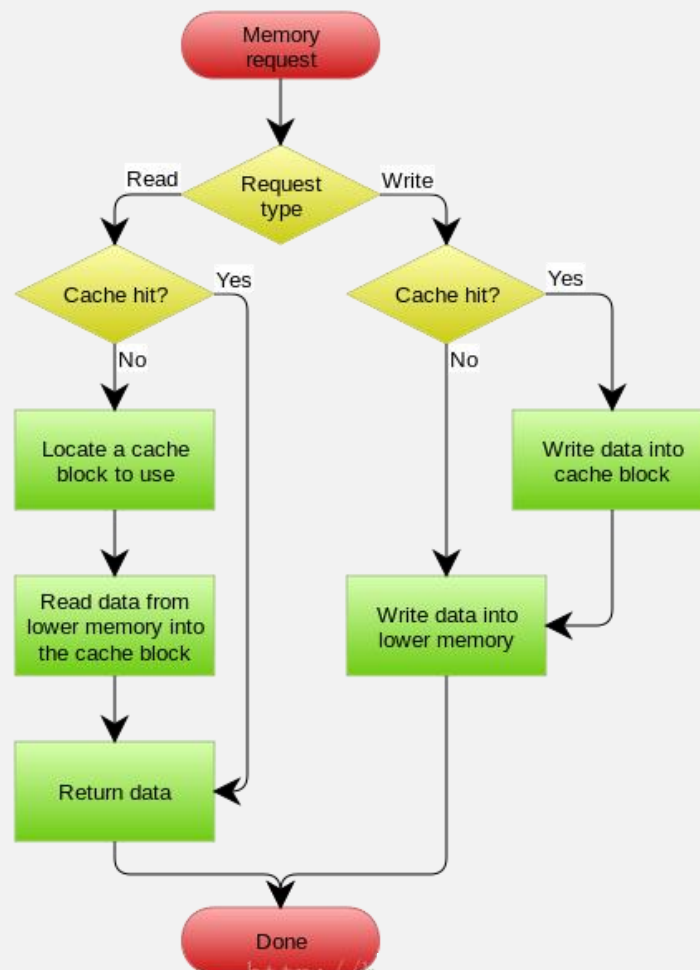 Memory
request
Request
type
Read
Write
Cache hit?
Yes
Cache hit?
Yes
No
No
Locate a cache
block to use
Write data into
cache block
Read data from
lower memory into
the cache block
Write data into
lower memory
Return data
Done